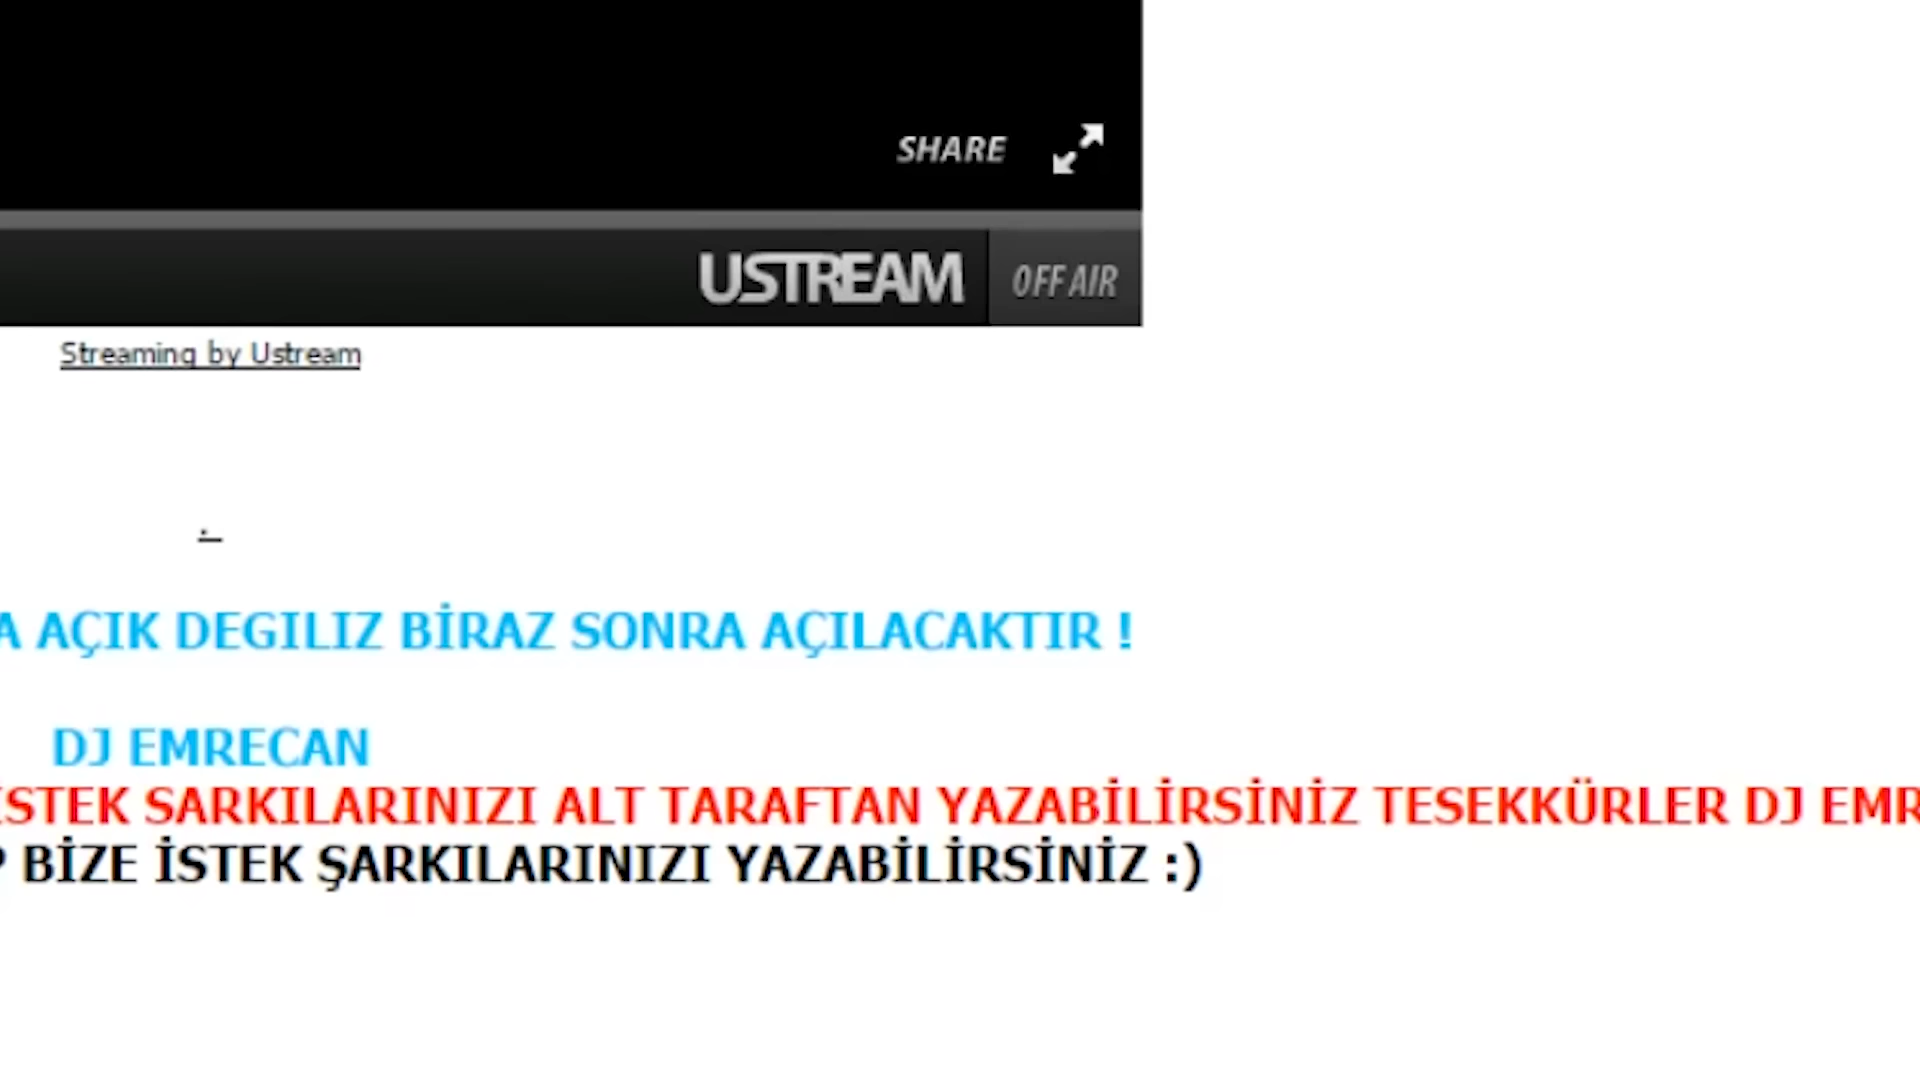 SHARE
USTREAM
OFF AIR
Streaming by Ustream
.
A AÇIK DEGILIZ BİRAZ SONRA AÇILACAKTIR !
DJ EMRECAN
İSTEK SARKILARINIZI ALT TARAFTAN YAZABİLİRSİNİZ TESEKKÜRLER DJ EMR
P BİZE İSTEK ŞARKILARINIZI YAZABİLİRSİNİZ :)